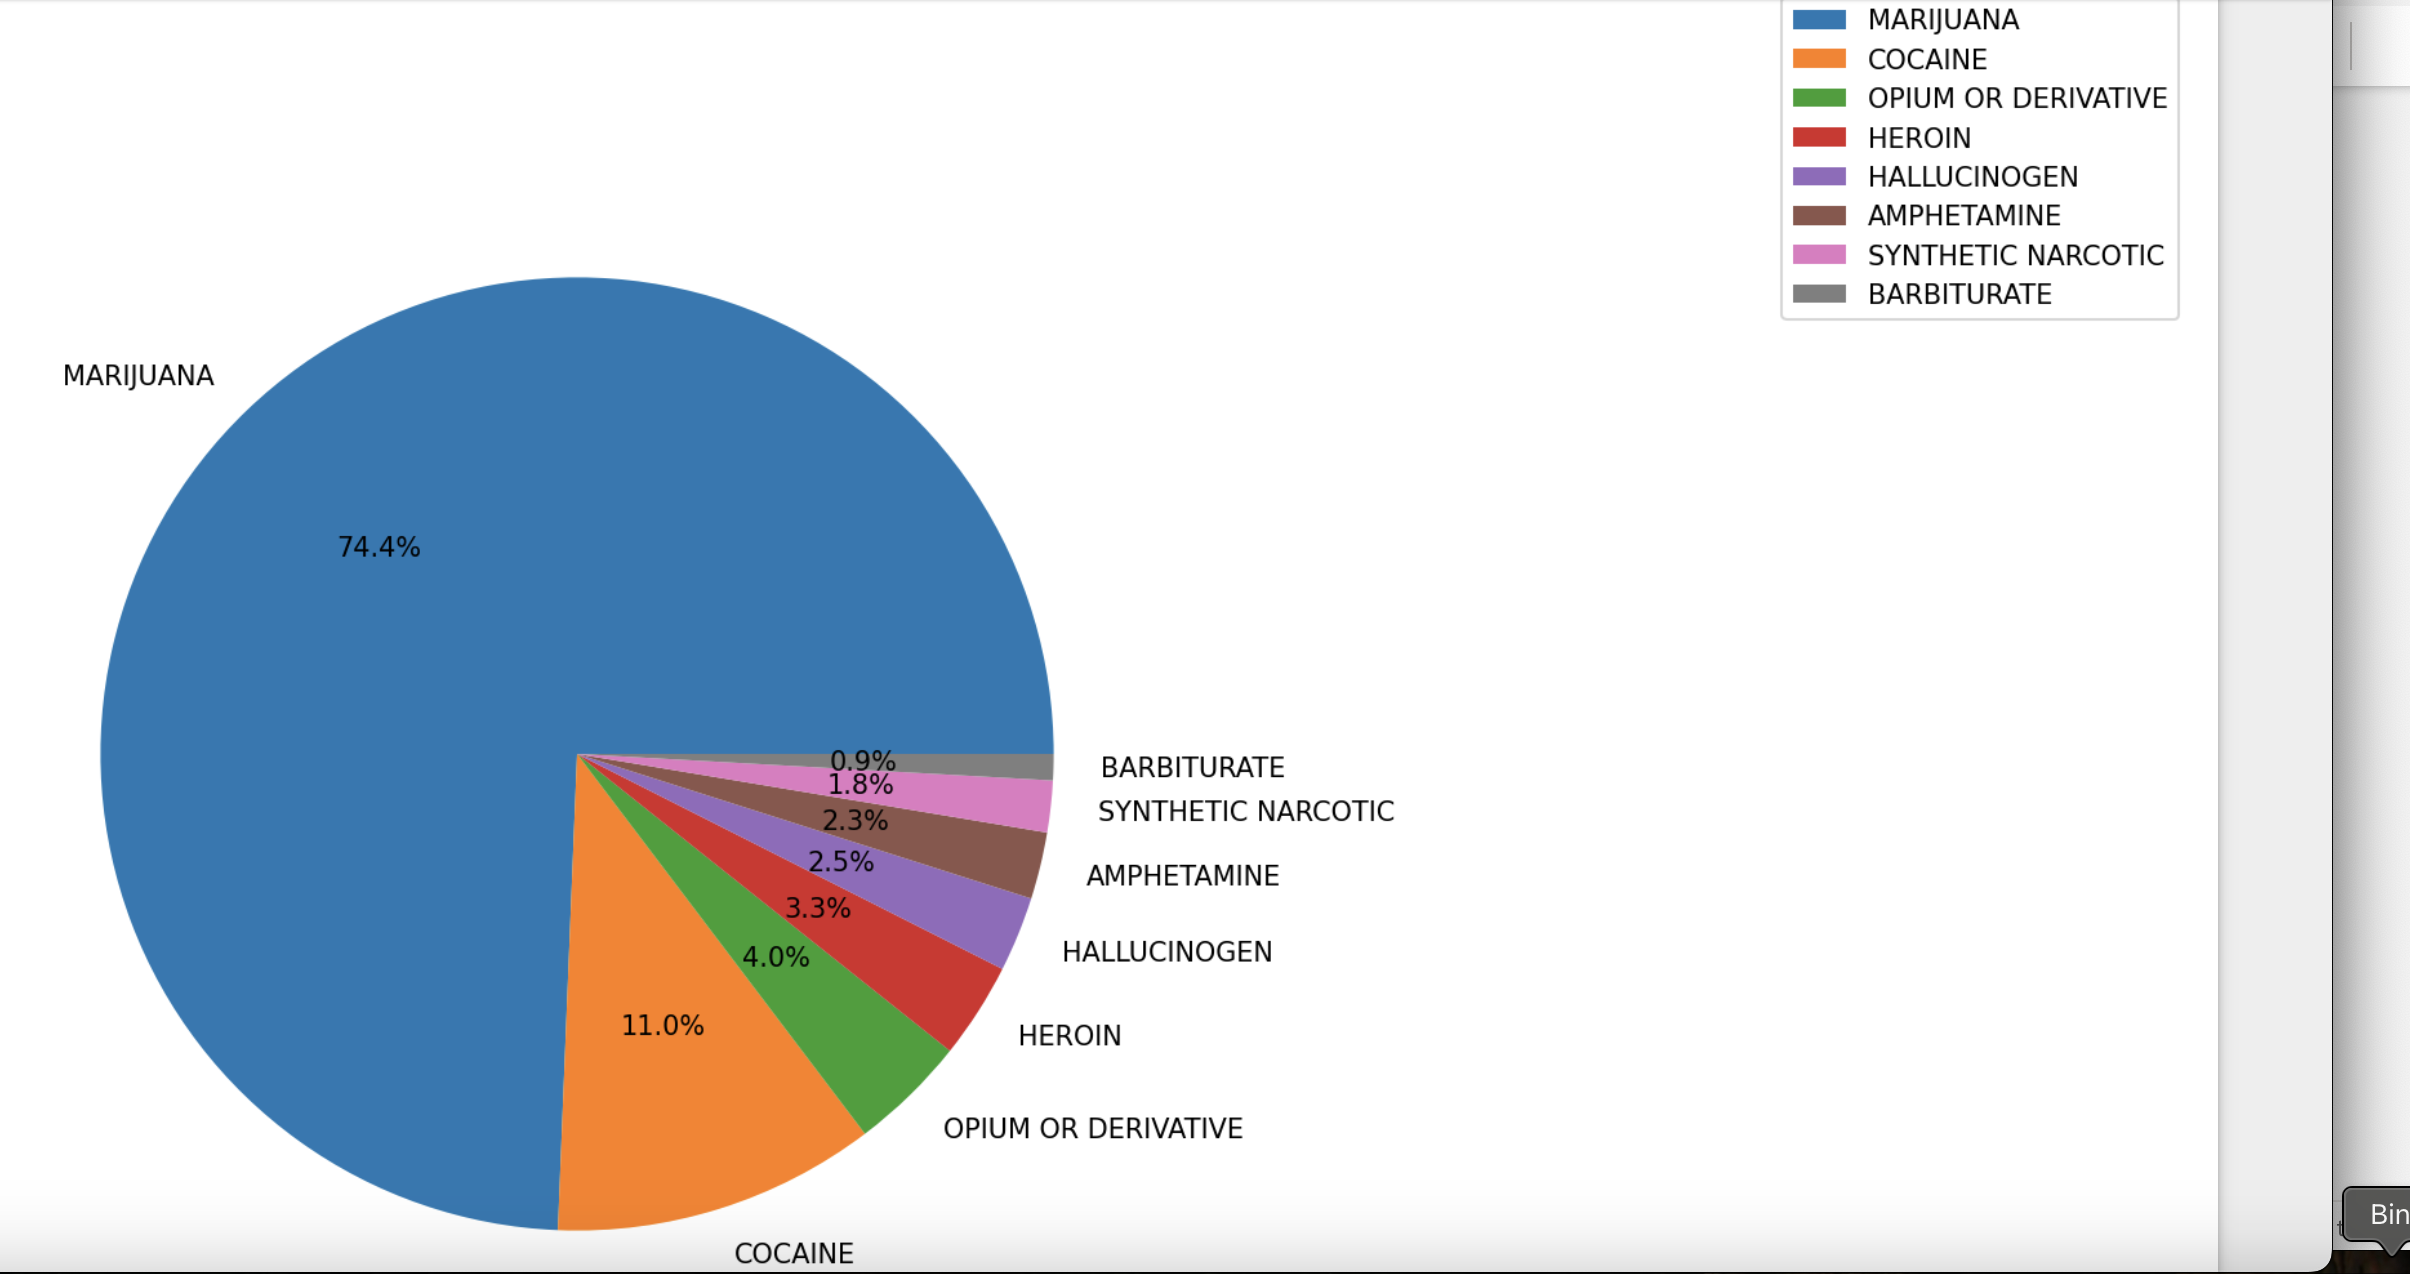 MARIJUANA
COCAINE
OPIUM OR DERIVATIVE
HEROIN
HALLUCINOGEN
AMPHETAMINE
SYNTHETIC NARCOTIC
BARBITURATE
MARIJUANA
74.4%
0.9%
BARBITURATE
1.8%
SYNTHETIC NARCOTIC
2.3%
AMPHETAMINE
2.5%
HALLUCINOGEN
3.3%
HEROIN
4.0%
11.0%
OPIUM OR DERIVATIVE
COCAINE
Bin